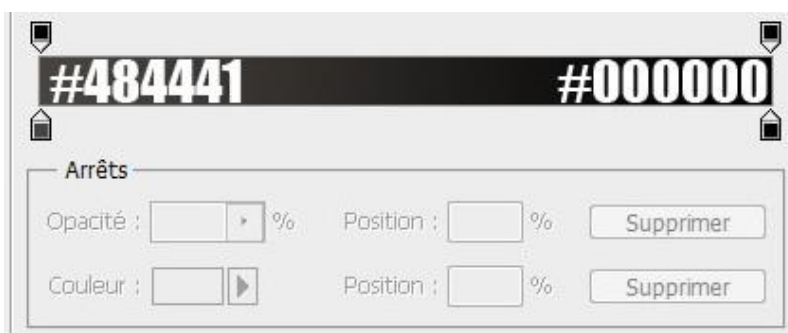 #484441 #000000
Arrêts
Opacité : % Position : % Supprimer
Couleur : Position : % Supprimer